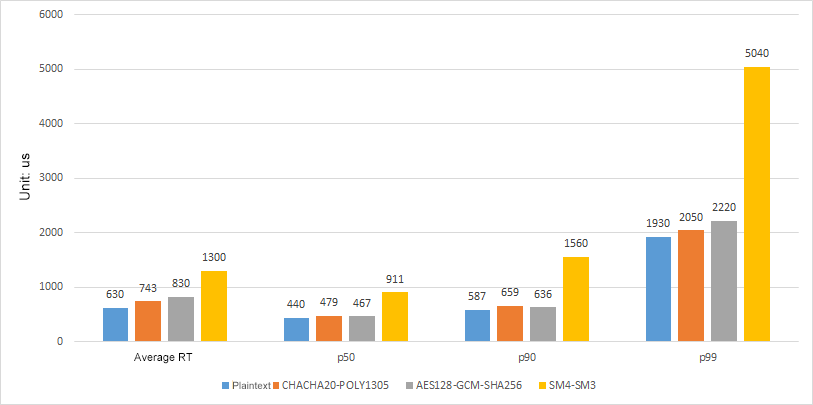 6000
5000
4000
3000
2000
1000
0
Unit: us
630 743 830 1300
440 479 467 911
587 659 636 1560
1930 2050 2220 5040
Average RT p50 p90 p99
Plaintext CHACHA20-POLY1305 AES128-GCM-SHA256 SM4-SM3